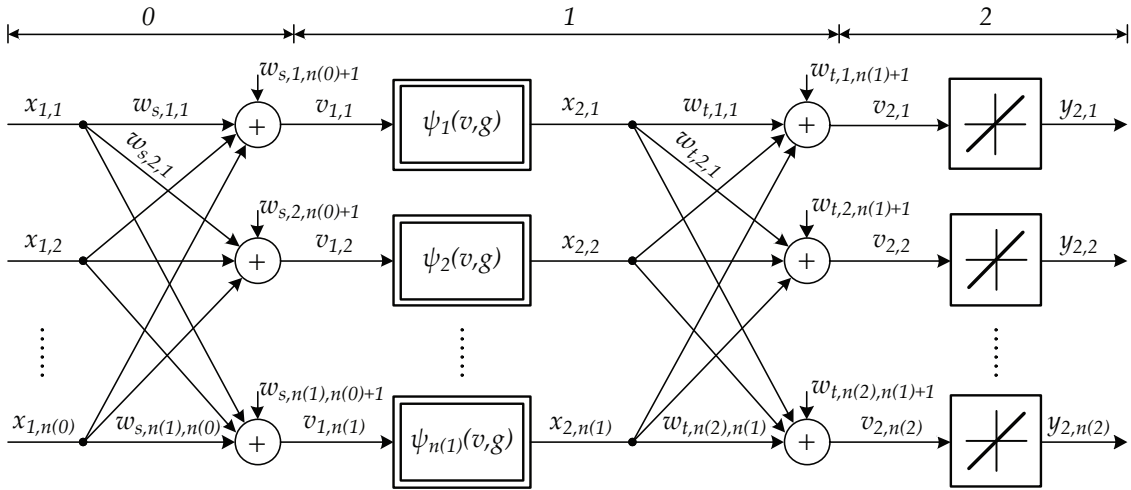 0 1 2
w_{s,1,n(0)+1} w_{t,1,n(1)+1}
x_{1,1} w_{s,1,1} + v_{1,1} ψ_1(v,g) x_{2,1} w_{t,1,1} + v_{2,1} y_{2,1}
w_{s,2,1} w_{t,2,1}
w_{s,2,n(0)+1} w_{t,2,n(1)+1}
x_{1,2} + v_{1,2} ψ_2(v,g) x_{2,2} + v_{2,2} y_{2,2}
w_{s,n(1),n(0)+1} w_{t,n(2),n(1)+1}
x_{1,n(0)} w_{s,n(1),n(0)} + v_{1,n(1)} ψ_{n(1)}(v,g) x_{2,n(1)} w_{t,n(2),n(1)} + v_{2,n(2)} y_{2,n(2)}